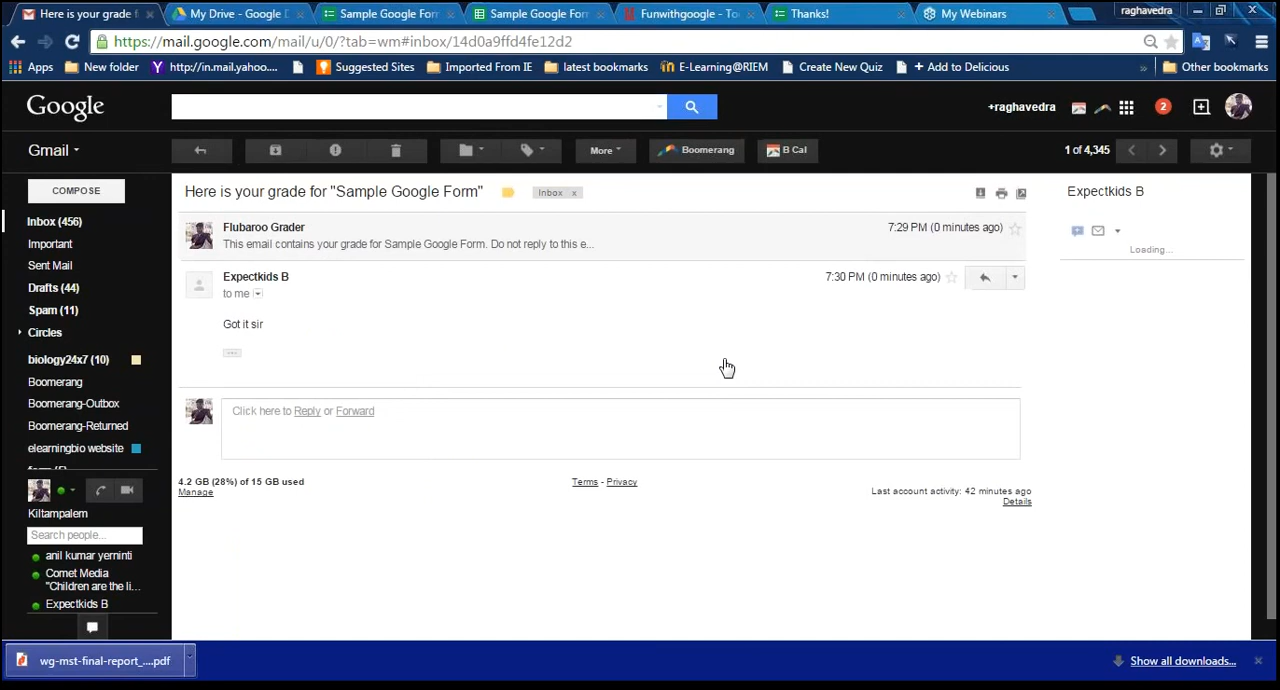 Here is your grade f
My Drive - Google D
Sample Google Form
Sample Google For
Funwithgoogle - To
Thanks!
My Webinars
raghavedra
https://mail.google.com/mail/u/0/?tab=wm#inbox/14d0a9ffd4fe12d2
Apps
New folder
http://in.mail.yahoo....
Suggested Sites
Imported From IE
latest bookmarks
E-Learning@RIEM
Create New Quiz
+ Add to Delicious
»
Other bookmarks
Google
+raghavedra
2
Gmail
More
Boomerang
B Cal
1 of 4,345
COMPOSE
Here is your grade for "Sample Google Form"
Inbox x
Expectkids B
Inbox (456)
Important
Sent Mail
Drafts (44)
Spam (11)
Circles
biology24x7 (10)
Boomerang
Boomerang-Outbox
Boomerang-Returned
elearningbio website
Flubaroo Grader
7:29 PM (0 minutes ago)
This email contains your grade for Sample Google Form. Do not reply to this e...
Loading...
Expectkids B
7:30 PM (0 minutes ago)
to me
Got it sir
Click here to Reply or Forward
4.2 GB (28%) of 15 GB used
Manage
Terms - Privacy
Last account activity: 42 minutes ago
Details
Kiltampalem
Search people...
anil kumar yerninti
Comet Media
"Children are the li...
Expectkids B
wg-mst-final-report_....pdf
Show all downloads...